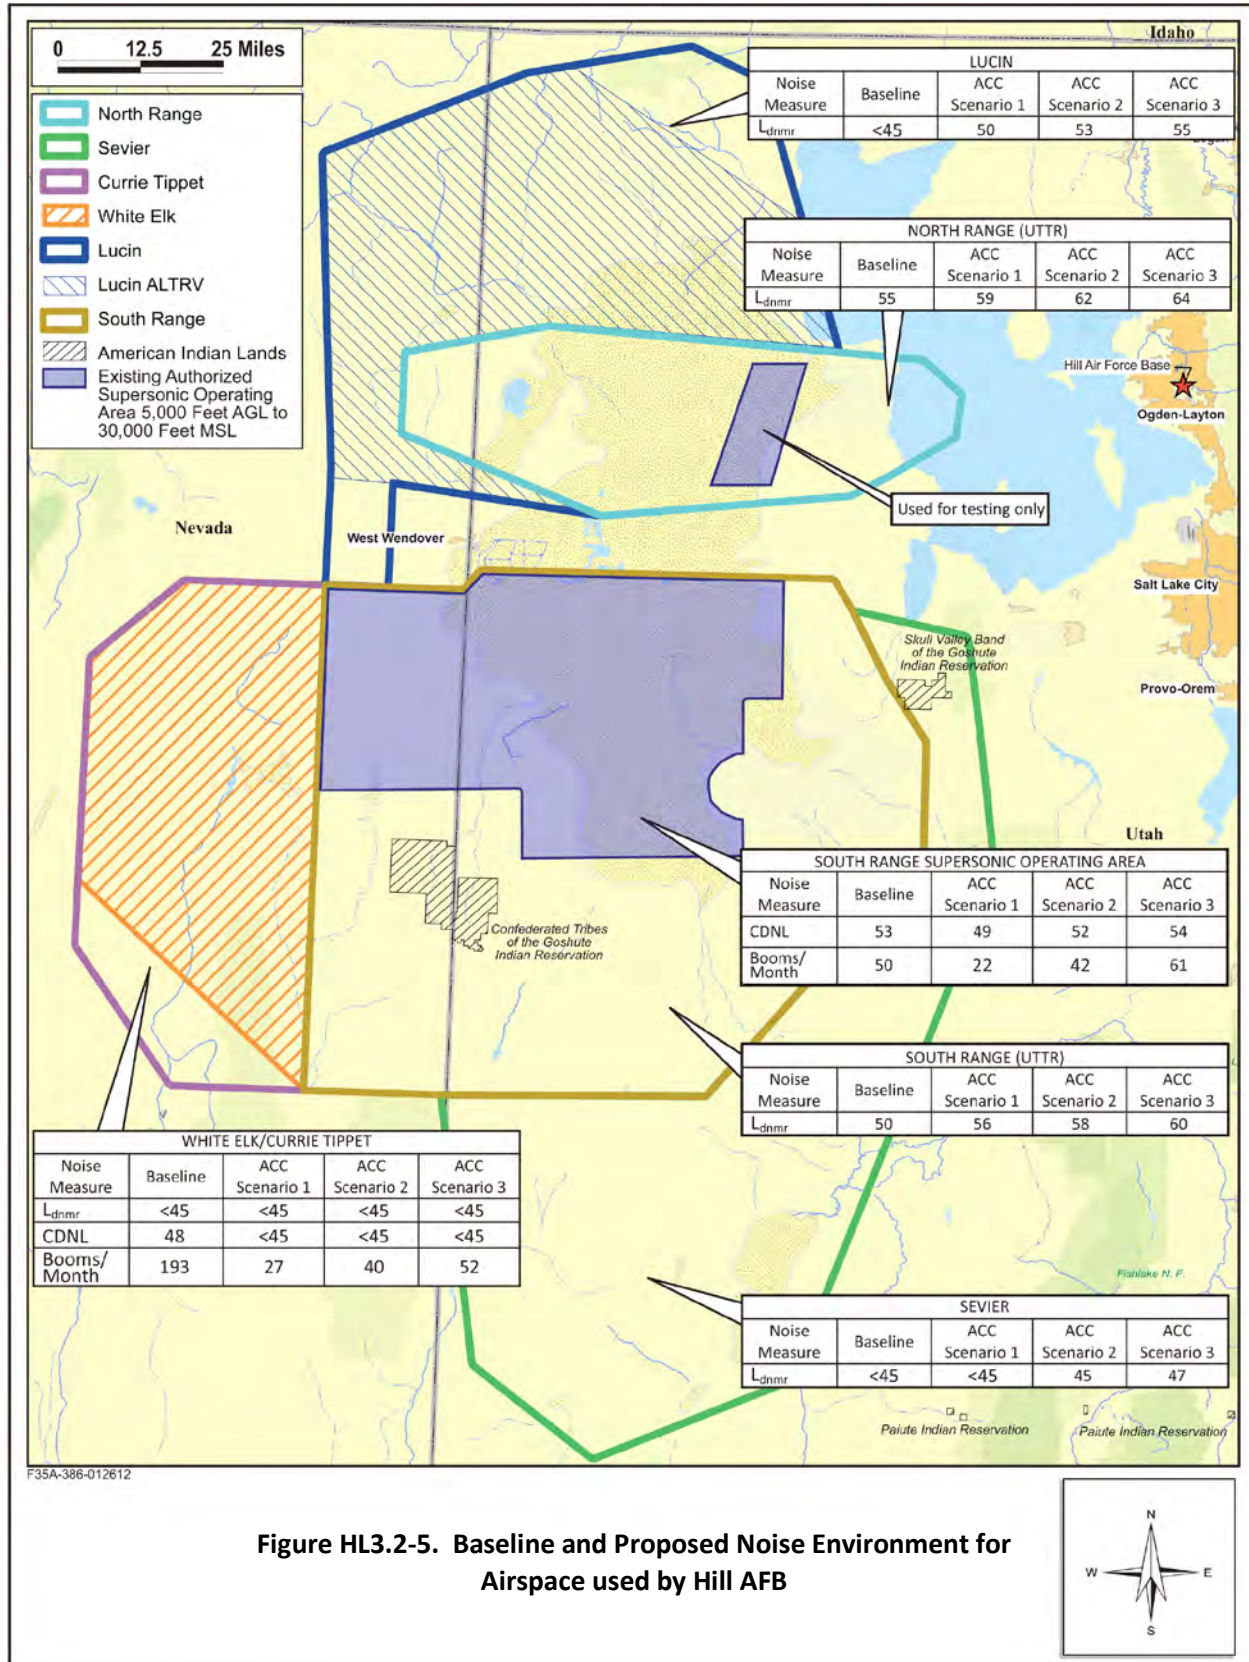 0 12.5 25 Miles
North Range
Sevier
Currie Tippet
White Elk
Lucin
Lucin ALTRV
South Range
American Indian Lands
Existing Authorized
Supersonic Operating
Area 5,000 Feet AGL to
30,000 Feet MSL
Idaho
LUCIN
Noise Measure Baseline ACC Scenario 1 ACC Scenario 2 ACC Scenario 3
Ldnmr <45 50 53 55
NORTH RANGE (UTTR)
Noise Measure Baseline ACC Scenario 1 ACC Scenario 2 ACC Scenario 3
Ldnmr 55 59 62 64
Hill Air Force Base
Ogden-Layton
Used for testing only
Nevada
West Wendover
Salt Lake City
Skull Valley Band
of the Goshute
Indian Reservation
Provo-Orem
Utah
SOUTH RANGE SUPERSONIC OPERATING AREA
Noise Measure Baseline ACC Scenario 1 ACC Scenario 2 ACC Scenario 3
CDNL 53 49 52 54
Booms/Month 50 22 42 61
Confederated Tribes
of the Goshute
Indian Reservation
SOUTH RANGE (UTTR)
Noise Measure Baseline ACC Scenario 1 ACC Scenario 2 ACC Scenario 3
Ldnmr 50 56 58 60
WHITE ELK/CURRIE TIPPET
Noise Measure Baseline ACC Scenario 1 ACC Scenario 2 ACC Scenario 3
Ldnmr <45 <45 <45 <45
CDNL 48 <45 <45 <45
Booms/Month 193 27 40 52
Fishlake N. F.
SEVIER
Noise Measure Baseline ACC Scenario 1 ACC Scenario 2 ACC Scenario 3
Ldnmr <45 <45 45 47
Paiute Indian Reservation
Paiute Indian Reservation
F35A-386-012612
Figure HL3.2-5. Baseline and Proposed Noise Environment for
Airspace used by Hill AFB
N
W E
S